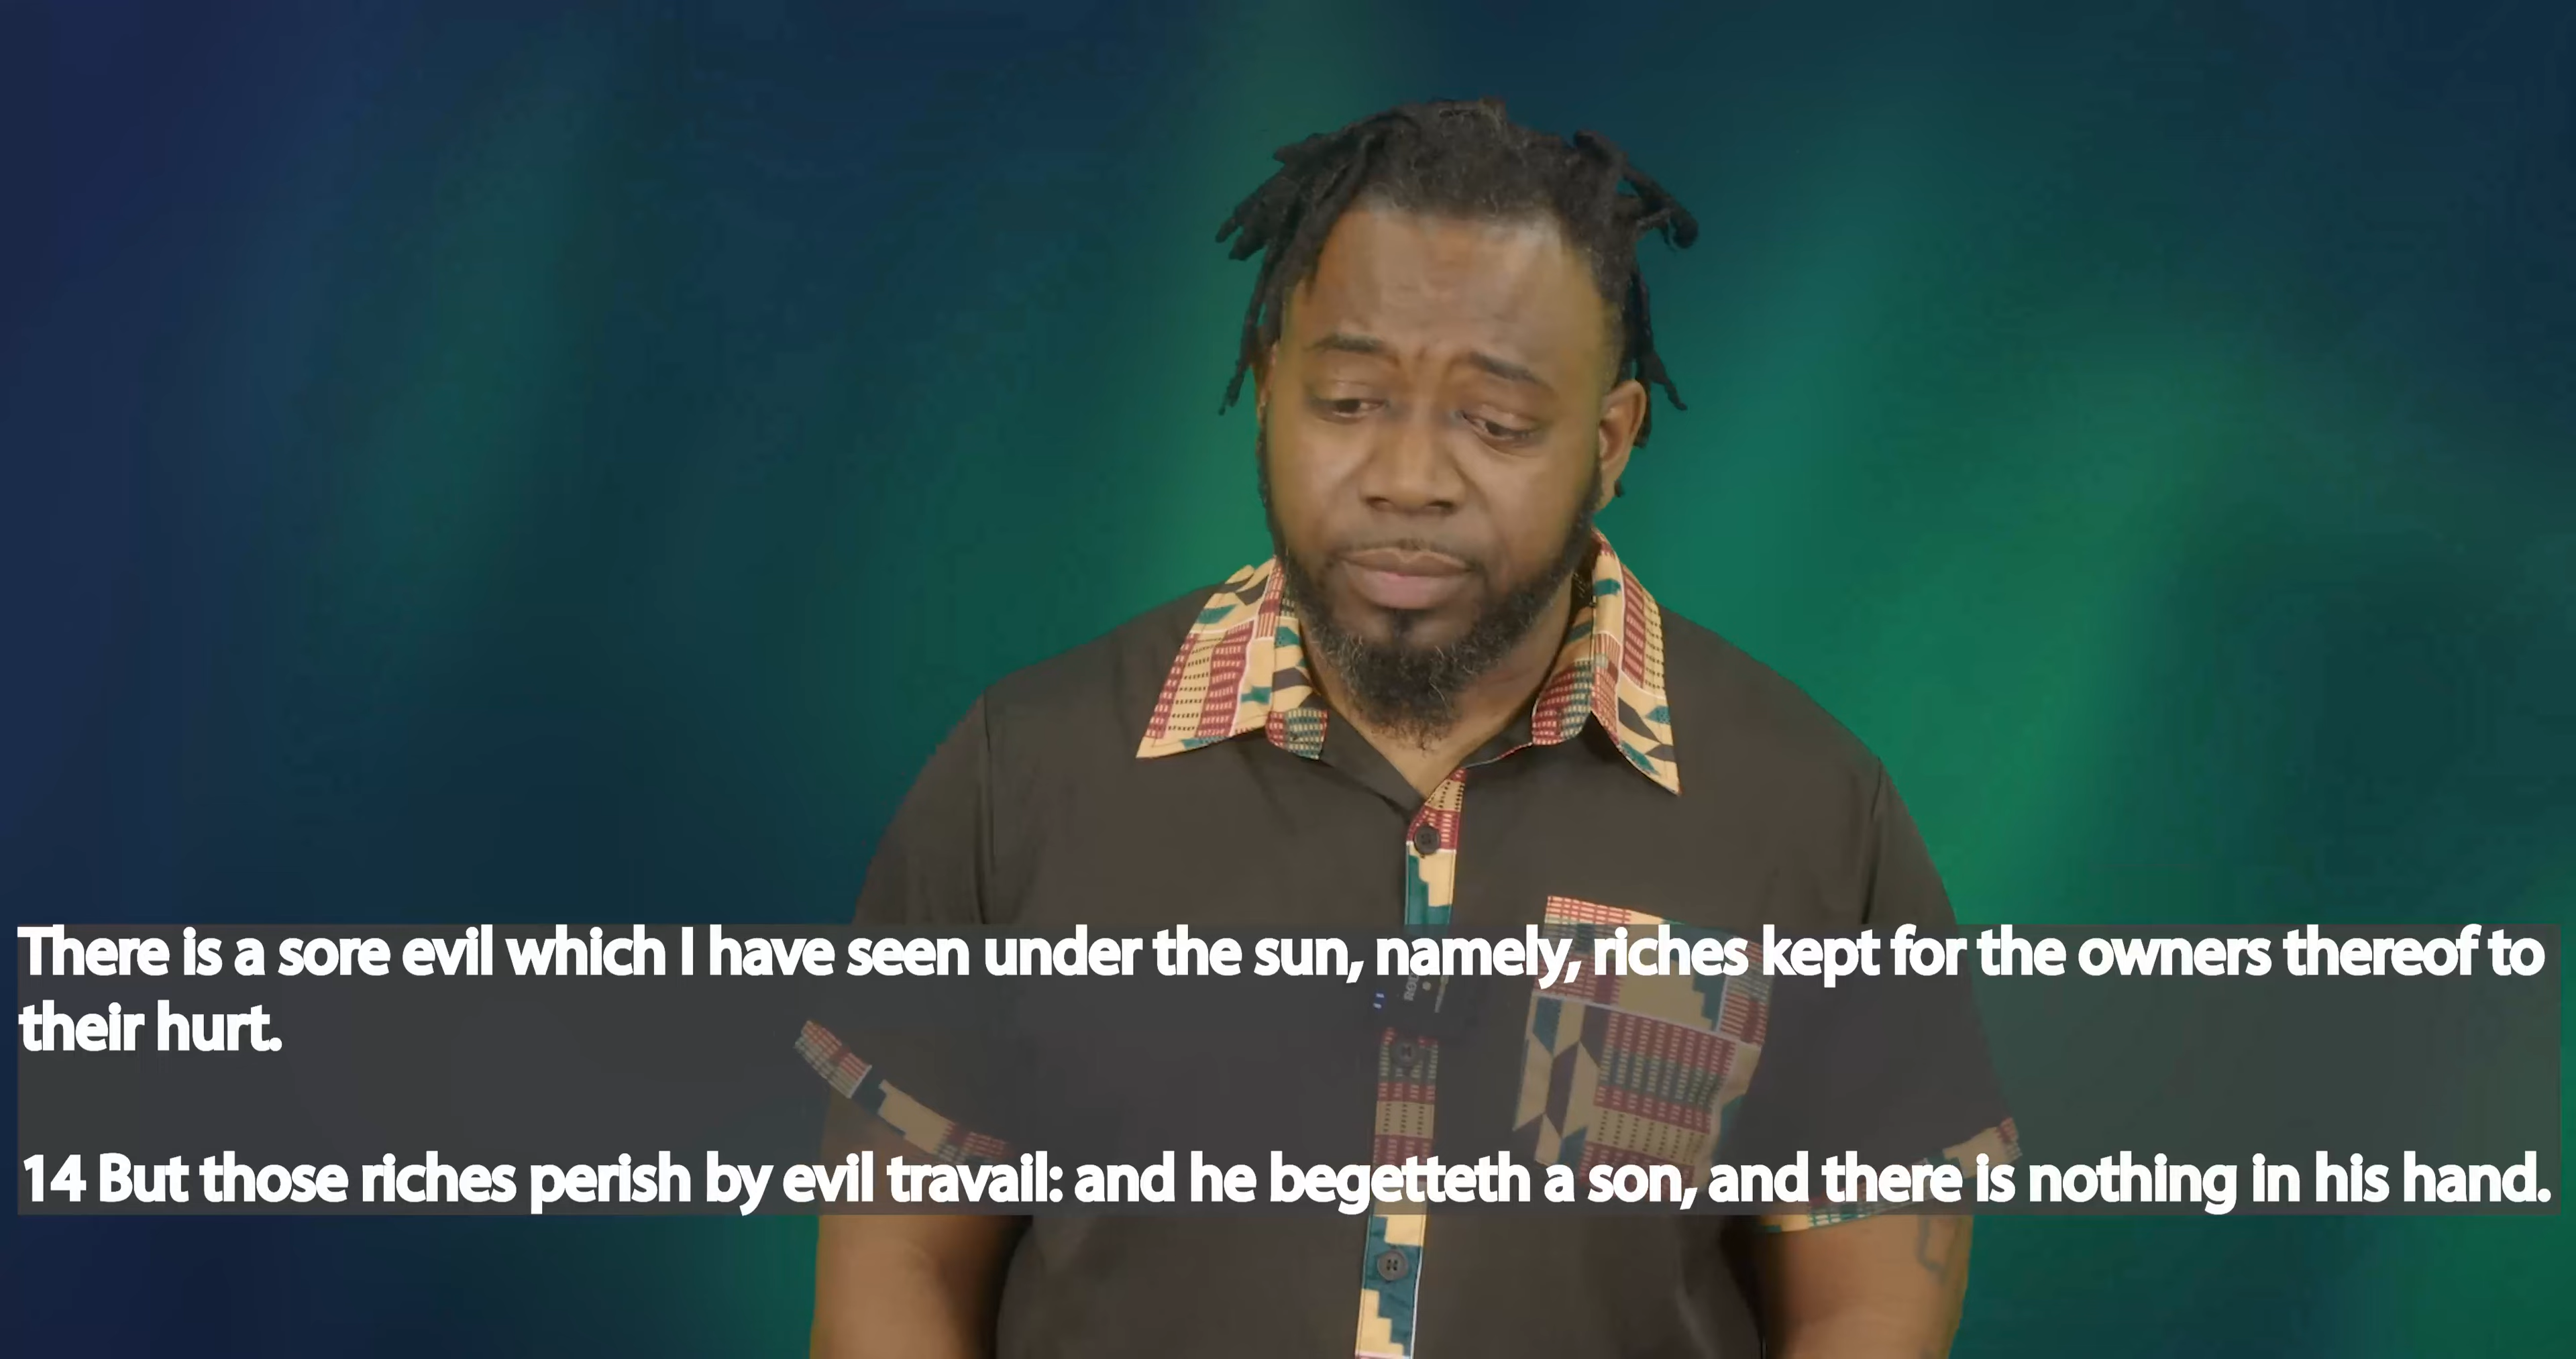 There is a sore evil which I have seen under the sun, namely, riches kept for the owners thereof to
their hurt.
14 But those riches perish by evil travail: and he begetteth a son, and there is nothing in his hand.